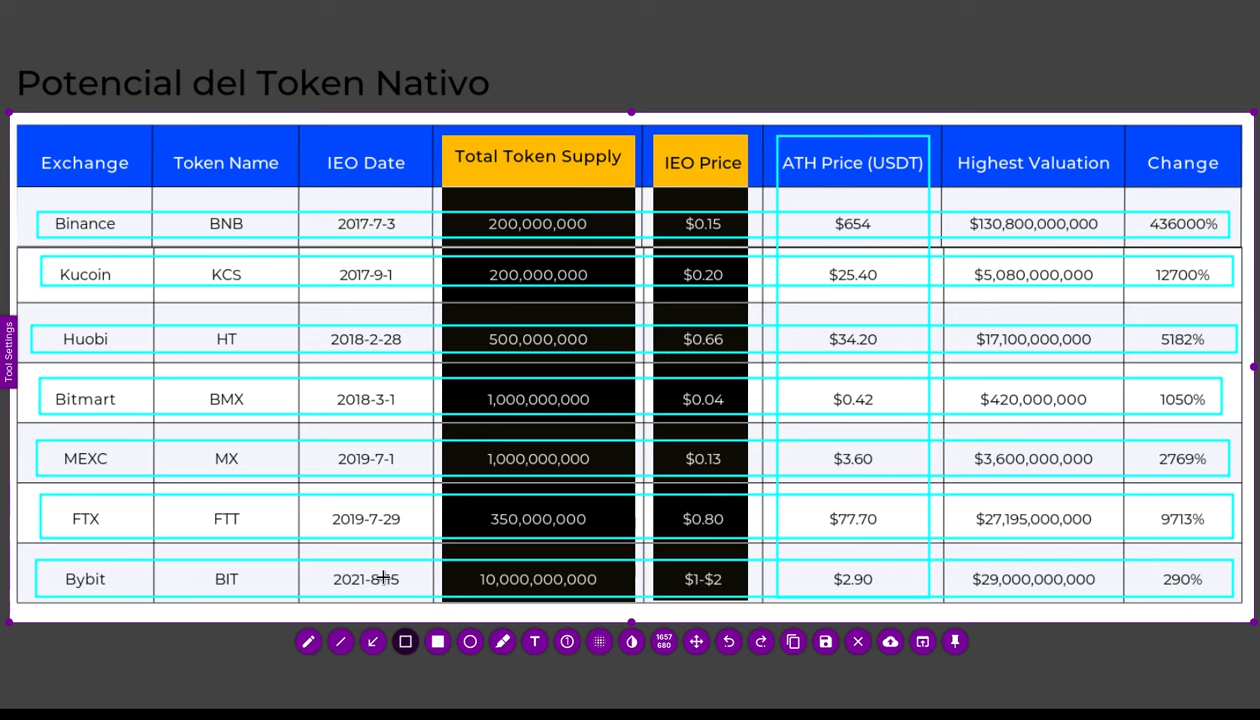 Potencial del Token Nativo
Exchange Token Name IEO Date Total Token Supply IEO Price ATH Price (USDT) Highest Valuation Change
Binance BNB 2017-7-3 200,000,000 $0.15 $654 $130,800,000,000 436000%
Kucoin KCS 2017-9-1 200,000,000 $0.20 $25.40 $5,080,000,000 12700%
Huobi HT 2018-2-28 500,000,000 $0.66 $34.20 $17,100,000,000 5182%
Bitmart BMX 2018-3-1 1,000,000,000 $0.04 $0.42 $420,000,000 1050%
MEXC MX 2019-7-1 1,000,000,000 $0.13 $3.60 $3,600,000,000 2769%
FTX FTT 2019-7-29 350,000,000 $0.80 $77.70 $27,195,000,000 9713%
Bybit BIT 10,000,000,000 $1-$2 $2.90 $29,000,000,000 290%
Tool Settings
T 1 1657
680